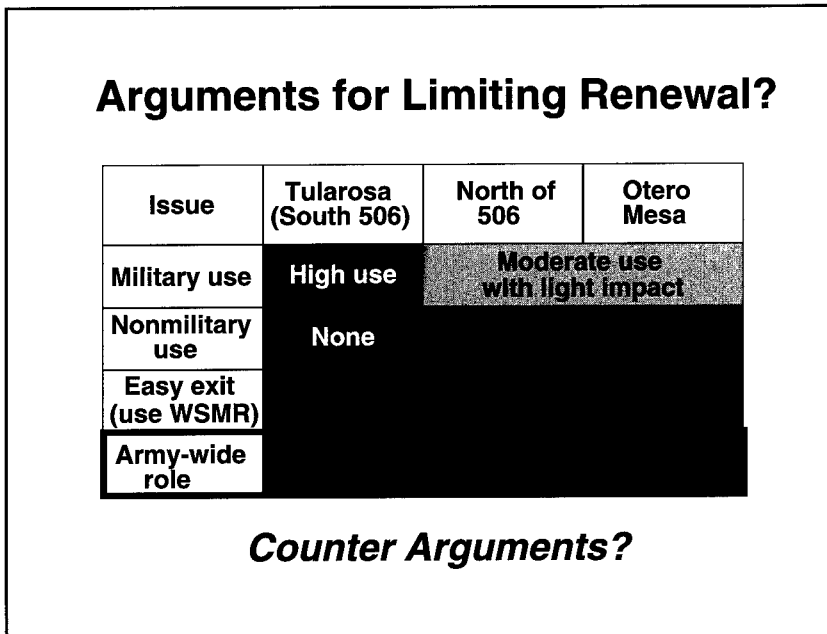 Arguments for Limiting Renewal?
Issue
Tularosa
(South 506)
North of
506
Otero
Mesa
Military use
High use
Moderate use
with light impact
Nonmilitary
use
None
Easy exit
(use WSMR)
Army-wide
role
Counter Arguments?